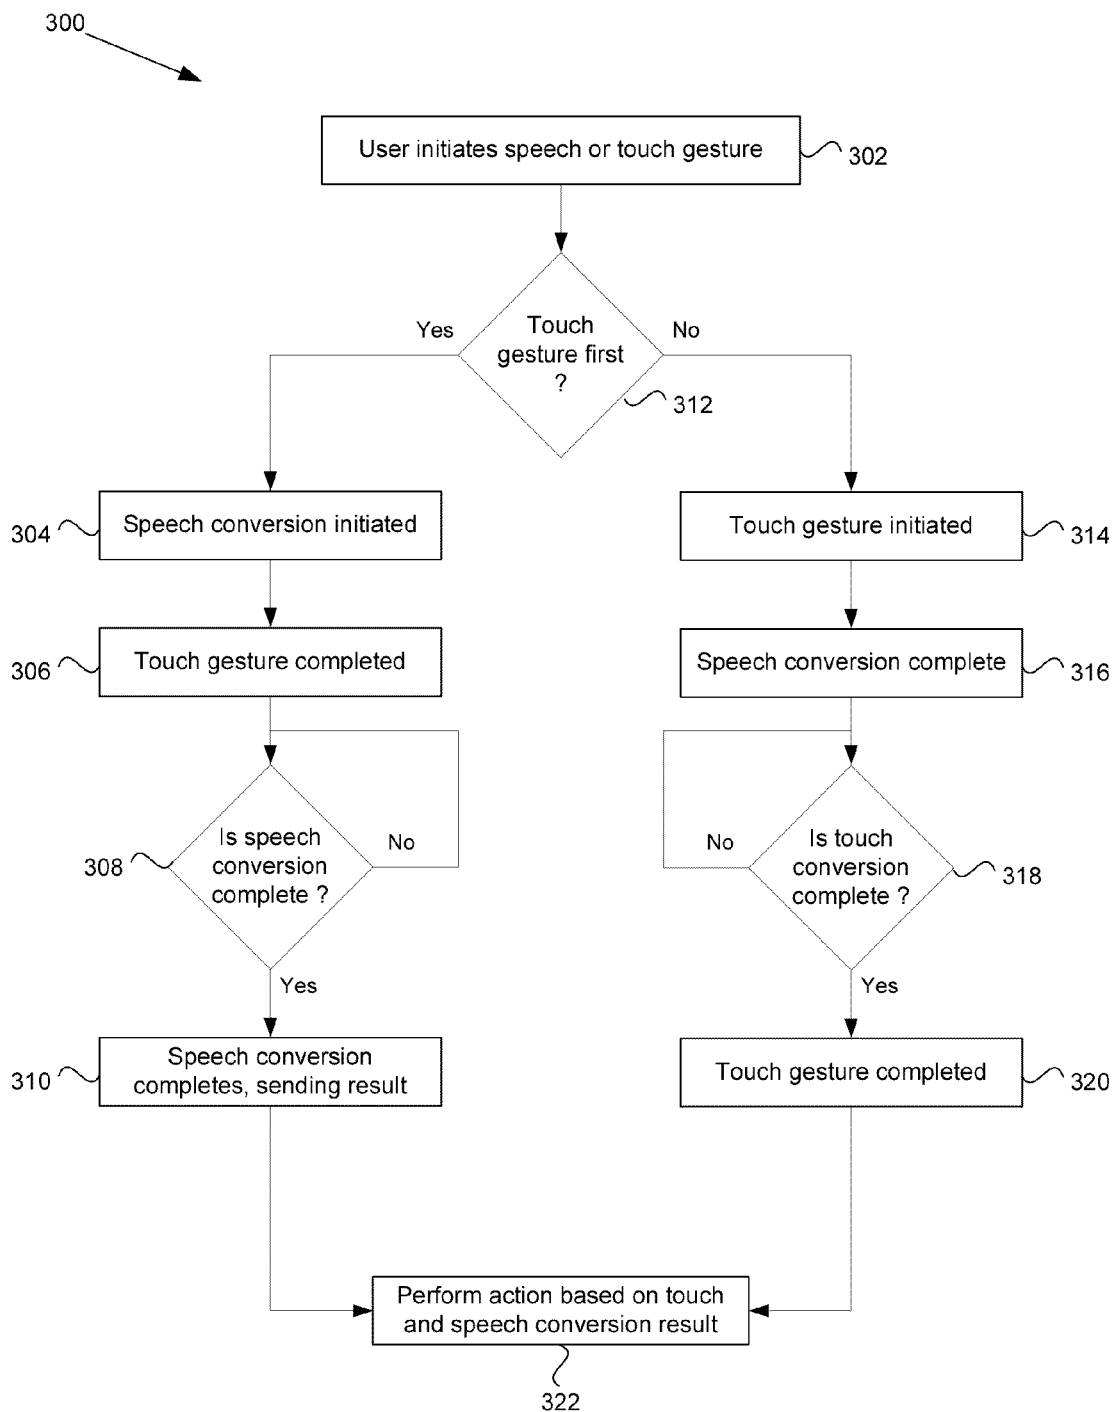 300
User initiates speech or touch gesture
302
Touch
gesture first
?
Yes
No
312
Speech conversion initiated
304
Touch gesture initiated
314
Touch gesture completed
306
Speech conversion complete
316
Is speech
conversion
complete ?
No
308
Yes
Is touch
conversion
complete ?
No
318
Yes
Speech conversion
completes, sending result
310
Touch gesture completed
320
Perform action based on touch
and speech conversion result
322